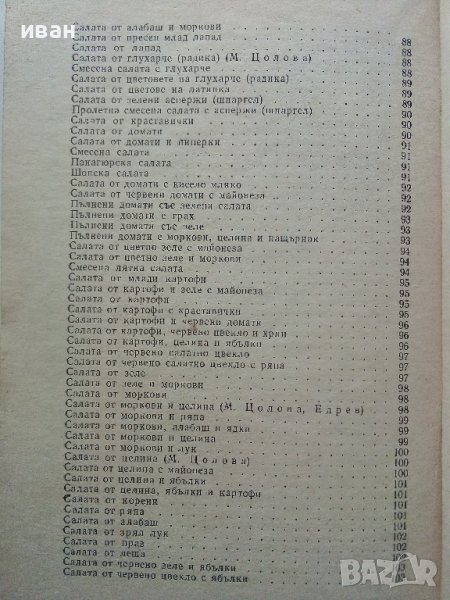 иван
Салата от алабаш и моркови
Салата от пресен млад лапад 88
Салата от лапад 88
Салата от глухарче (радика) (М. Цолова) 88
Смесена салата с глухарче 88
Салата от цветовете на глухарче (радика) 89
Салата от цветове на латинка 89
Салата от зелени аспержи (шпаргел) 89
Пролетна смесена салата с аспержи (шпаргел) 90
Салата от краставички 90
Салата от домати 90
Салата от домати и пиперки 91
Смесена салата 91
Панагюрска салата 91
Шопска салата 91
Салата от домати с кисело мляко 92
Салата от червени домати с майонеза 92
Пълнени домати със зелена салата 92
Пълнени домати с грах 93
Пълнени домати със зеле 93
Пълнени домати с моркови, целина и пащърнак 93
Салата от цветно зеле с майонеза 94
Салата от цветно зеле и моркови 94
Смесена лятна салата 94
Салата от млади картофи 95
Салата от картофи и зеле с майонеза 95
Салата от картофи 95
Салата от картофи с краставички 95
Салата от картофи и червени домати 96
Салата от картофи, червено цвекло и хрян 96
Салата от картофи, целина и ябълки 96
Салата от червено салатно цвекло 97
Салата от червено салатно цвекло с ряпа 97
Салата от зеле 97
Салата от зеле и моркови 98
Салата от моркови 98
Салата от моркови и целина (М. Цолова, Едрев) 98
Салата от моркови и ряпа 99
Салата от моркови, алабаш и ядки 99
Салата от моркови и целина 99
Салата от моркови и лук 100
Салата от целина (М. Цолова) 100
Салата от целина с майонеза 100
Салата от целина и ябълки 101
Салата от целина, ябълки и картофи 101
Салата от корени 101
Салата от ряпа 101
Салата от алабаш 101
Салата от зрял лук 102
Салата от праз 102
Салата от леща 102
Салата от червено зеле и ябълки
Салата от червено цвекло с ябълки
BAZAR